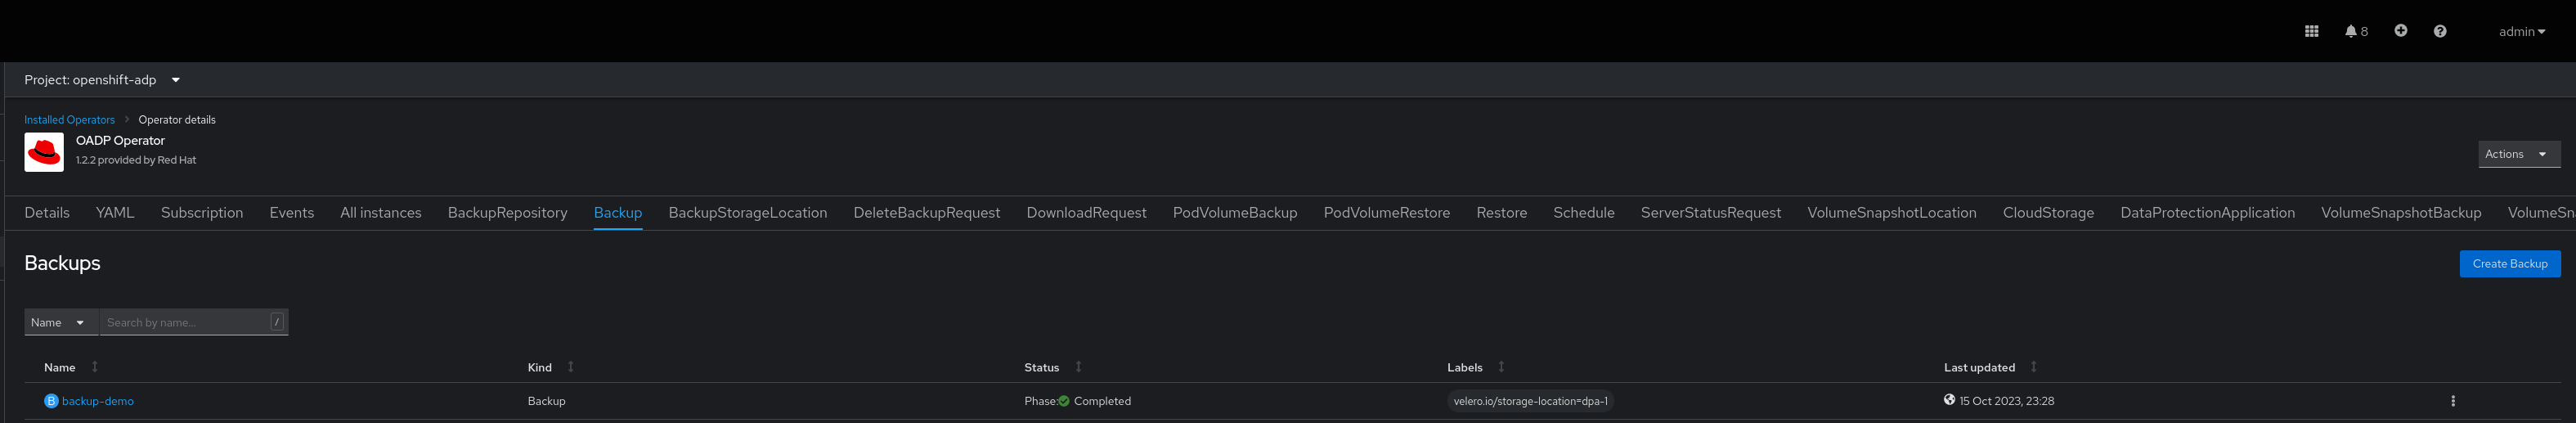 8 admin
Project: openshift-adp
Installed Operators Operator details
OADP Operator
1.2.2 provided by Red Hat
Actions
Details YAML Subscription Events All instances BackupRepository Backup BackupStorageLocation DeleteBackupRequest DownloadRequest PodVolumeBackup PodVolumeRestore Restore Schedule ServerStatusRequest VolumeSnapshotLocation CloudStorage DataProtectionApplication VolumeSnapshotBackup VolumeSn
Backups
Create Backup
Name Search by name... /
Name Kind Status Labels Last updated
B backup-demo Backup Phase: Completed velero.io/storage-location=dpa-1 15 Oct 2023, 23:28